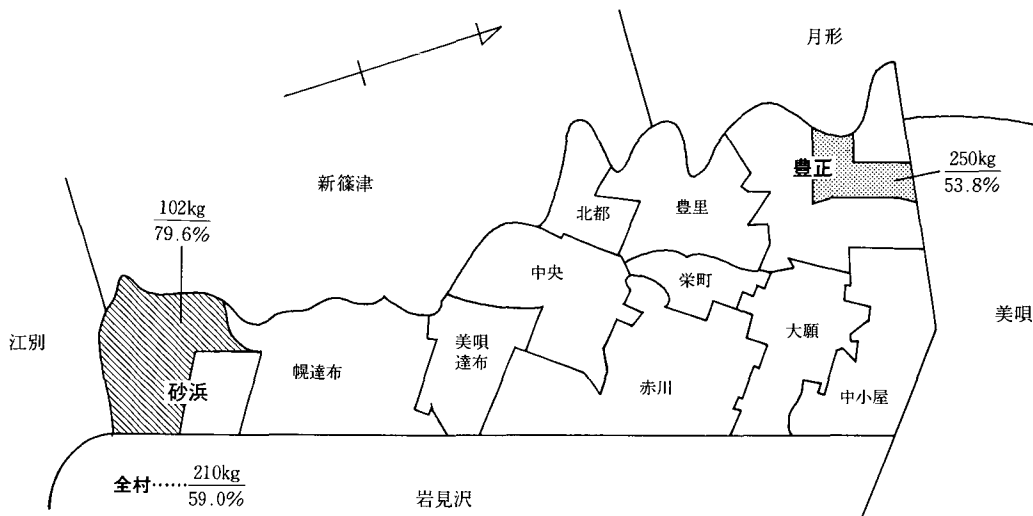 月形
新篠津
豊正
250kg
53.8%
北都
豊里
102kg
79.6%
中央
栄町
江別
美唄
美唄
達布
大願
幌達布
砂浜
赤川
中小屋
全村……210kg
59.0%
岩見沢